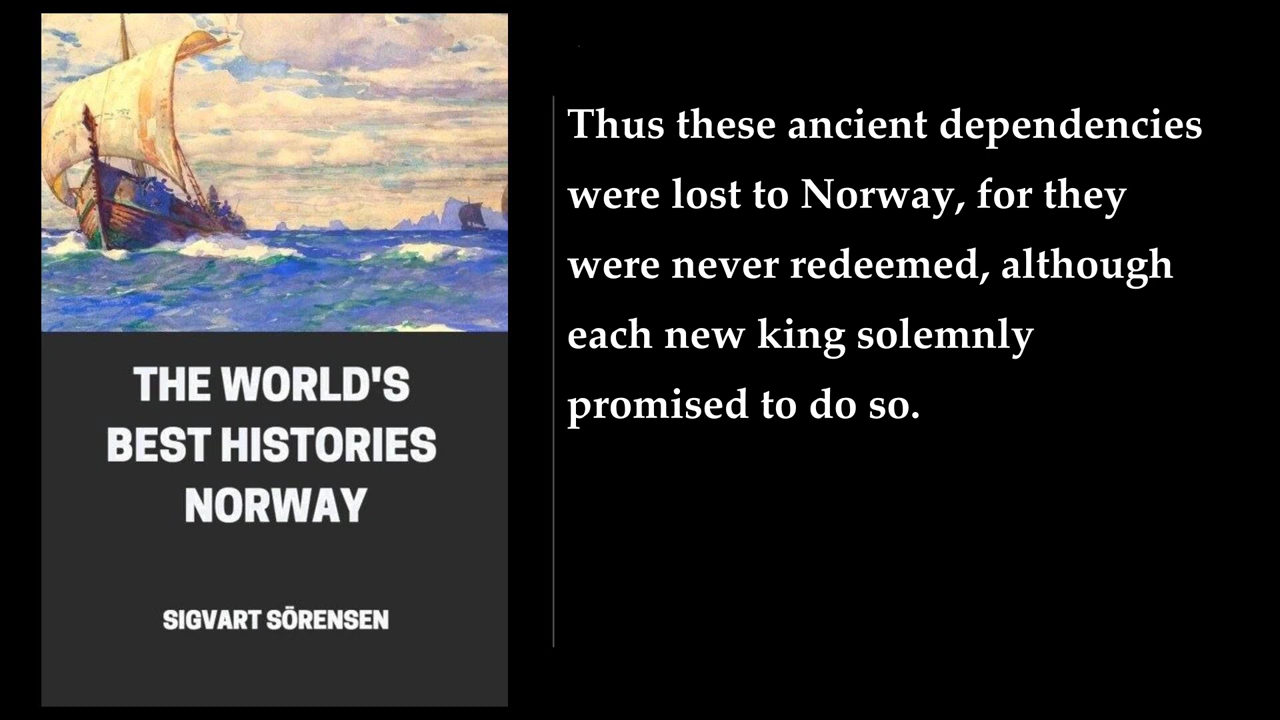 THE WORLD'S
BEST HISTORIES
NORWAY
SIGVART SÖRENSEN
Thus these ancient dependencies
were lost to Norway, for they
were never redeemed, although
each new king solemnly
promised to do so.